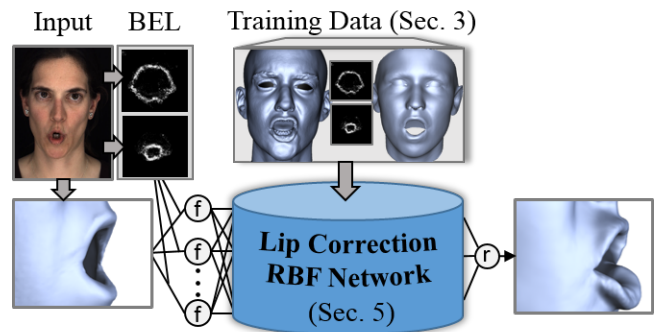 Input
BEL
Training Data (Sec. 3)
f
f
f
Lip Correction
RBF Network
(Sec. 5)
r